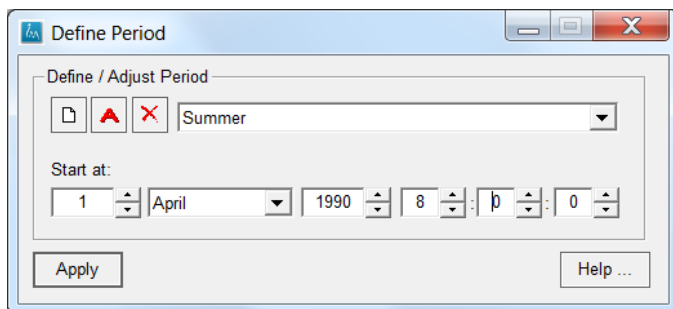 Define Period
Define / Adjust Period
Summer
Start at:
1 April 1990 8 : 0 : 0
Apply Help ...